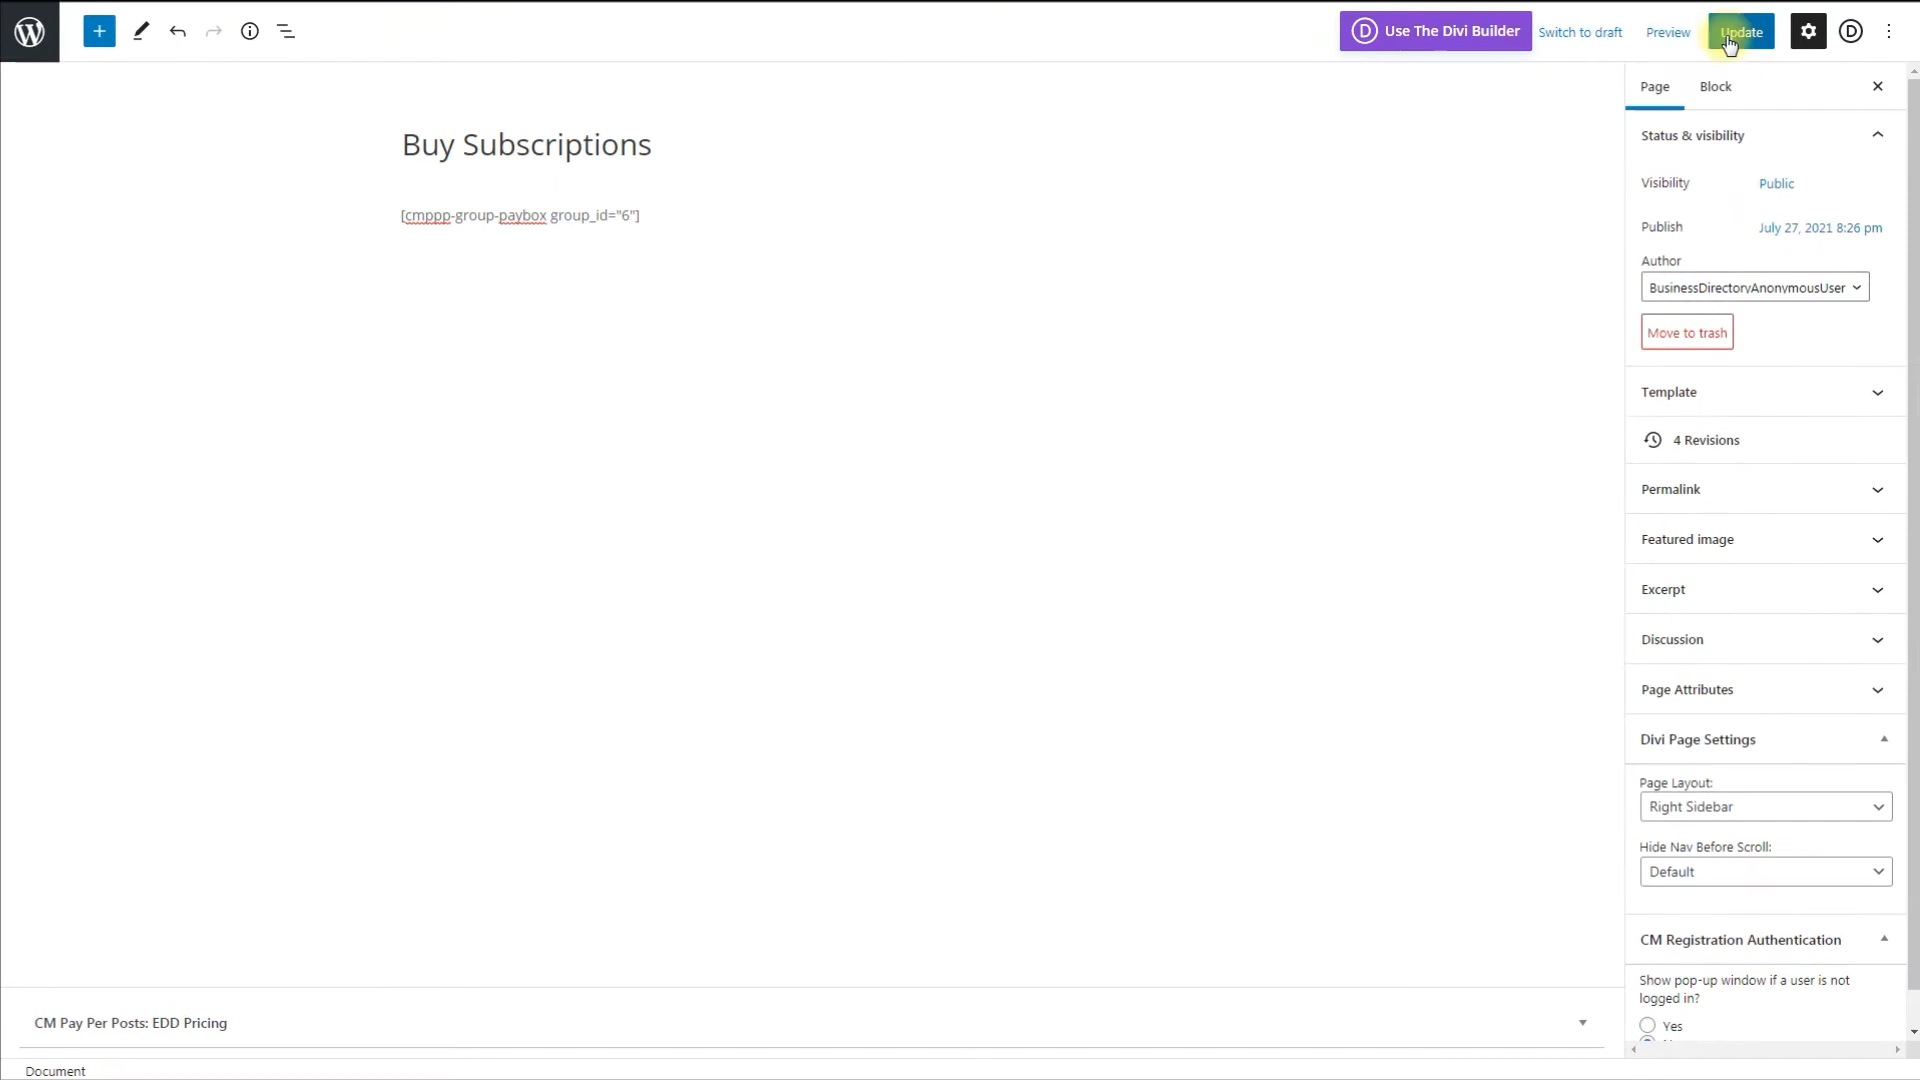 Use The Divi Builder
Switch to draft
Preview
Update
Page
Block
Buy Subscriptions
[cmppp-group-paybox group_id="6"]
Status & visibility
Visibility
Public
Publish
July 27, 2021 8:26 pm
Author
BusinessDirectoryAnonymousUser
Move to trash
Template
4 Revisions
Permalink
Featured image
Excerpt
Discussion
Page Attributes
Divi Page Settings
Page Layout:
Right Sidebar
Hide Nav Before Scroll:
Default
CM Registration Authentication
Show pop-up window if a user is not
logged in?
Yes
CM Pay Per Posts: EDD Pricing
Document